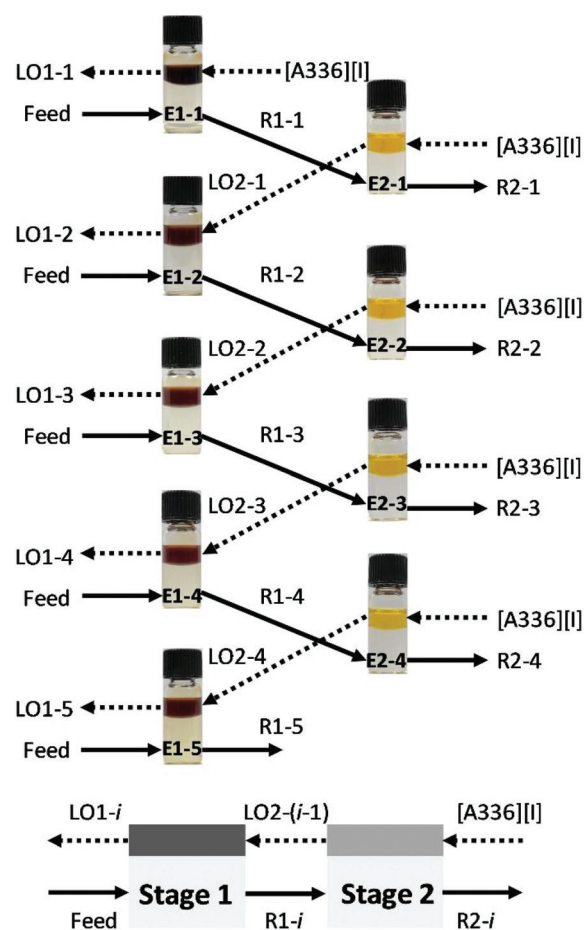 LO1-1
[A336][I]
Feed
E1-1
R1-1
[A336][I]
LO2-1
E2-1
R2-1
LO1-2
Feed
E1-2
R1-2
[A336][I]
LO2-2
E2-2
R2-2
LO1-3
Feed
E1-3
R1-3
[A336][I]
LO2-3
E2-3
R2-3
LO1-4
Feed
E1-4
R1-4
[A336][I]
LO2-4
E2-4
R2-4
LO1-5
R1-5
Feed
E1-5
LO1-i
LO2-(i-1)
[A336][I]
Stage 1
Stage 2
Feed
R1-i
R2-i